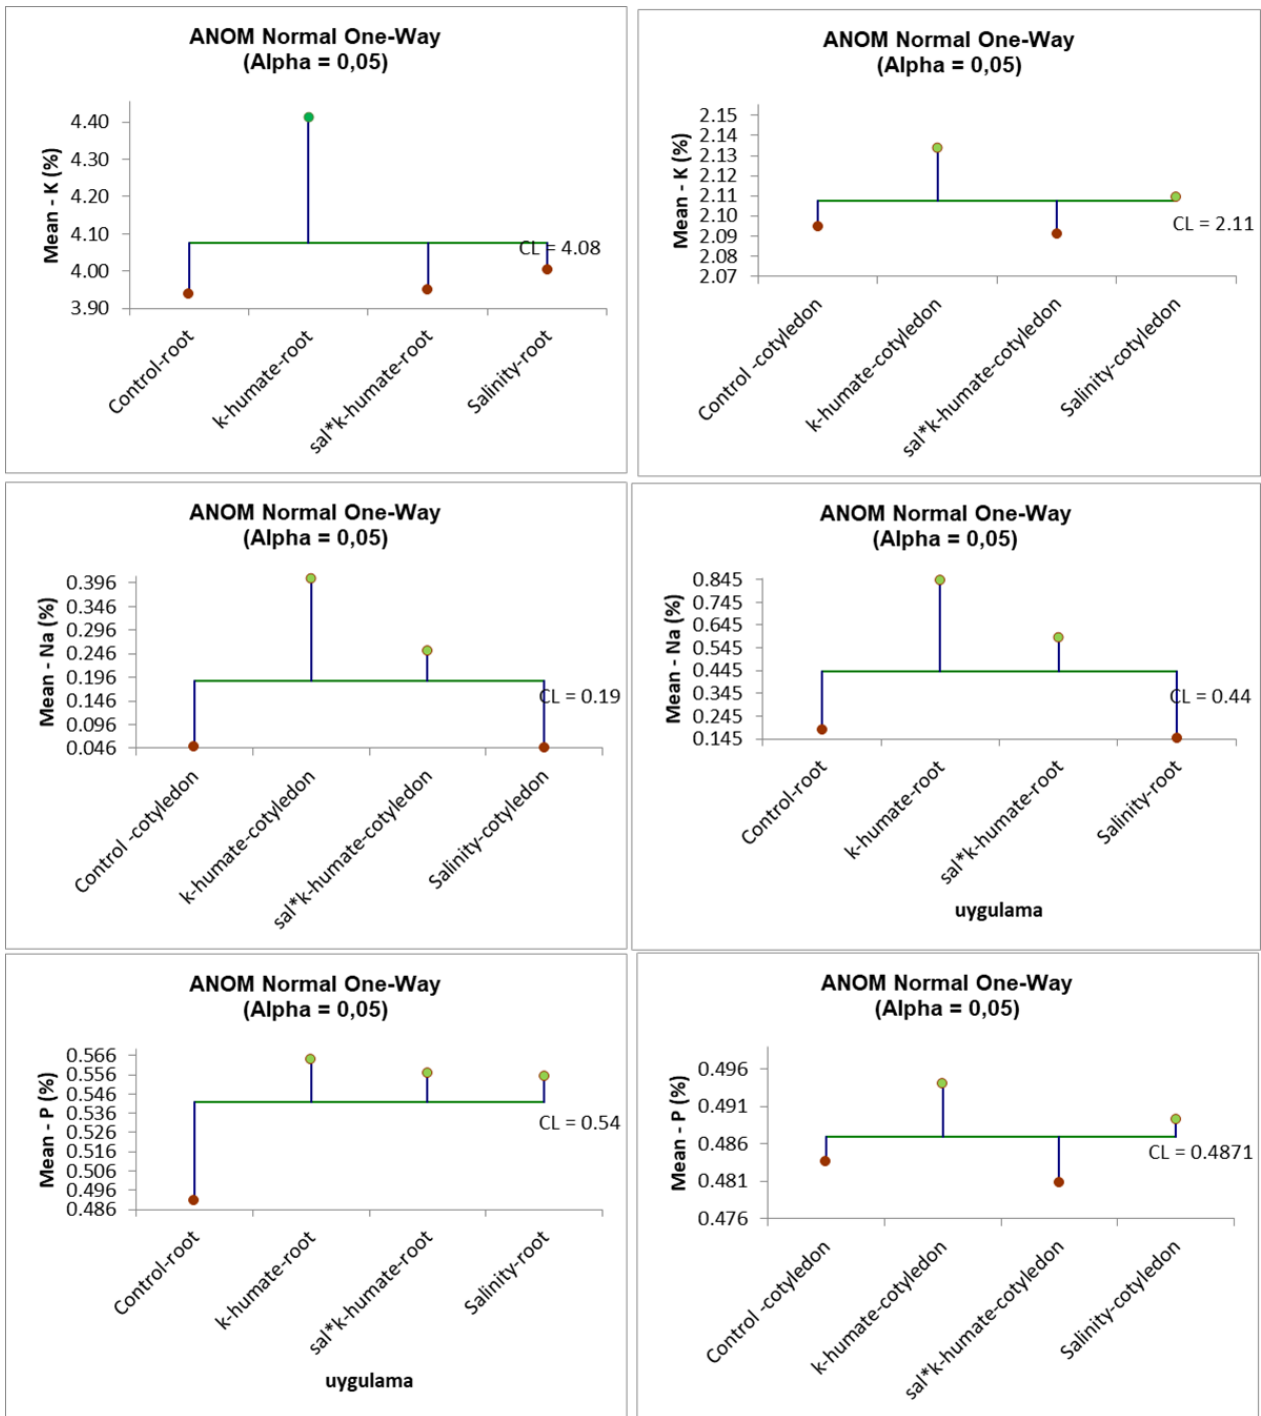 ANOM Normal One-Way
(Alpha = 0,05)
Mean - K (%)
4.40
4.30
4.20
4.10
4.00
3.90
CL = 4.08
Control-root
k-humate-root
sal*k-humate-root
Salinity-root
ANOM Normal One-Way
(Alpha = 0,05)
Mean - K (%)
2.15
2.14
2.13
2.12
2.11
2.10
2.09
2.08
2.07
CL = 2.11
Control -cotyledon
k-humate-cotyledon
sal*k-humate-cotyledon
Salinity-cotyledon
ANOM Normal One-Way
(Alpha = 0,05)
Mean - Na (%)
0.396
0.346
0.296
0.246
0.196
0.146
0.096
0.046
CL = 0.19
Control -cotyledon
k-humate-cotyledon
sal*k-humate-cotyledon
Salinity-cotyledon
ANOM Normal One-Way
(Alpha = 0,05)
Mean - Na (%)
0.845
0.745
0.645
0.545
0.445
0.345
0.245
0.145
CL = 0.44
Control-root
k-humate-root
sal*k-humate-root
Salinity-root
uygulama
ANOM Normal One-Way
(Alpha = 0,05)
Mean - P (%)
0.566
0.556
0.546
0.536
0.526
0.516
0.506
0.496
0.486
CL = 0.54
Control-root
k-humate-root
sal*k-humate-root
Salinity-root
uygulama
ANOM Normal One-Way
(Alpha = 0,05)
Mean - P (%)
0.496
0.491
0.486
0.481
0.476
CL = 0.4871
Control -cotyledon
k-humate-cotyledon
sal*k-humate-cotyledon
Salinity-cotyledon